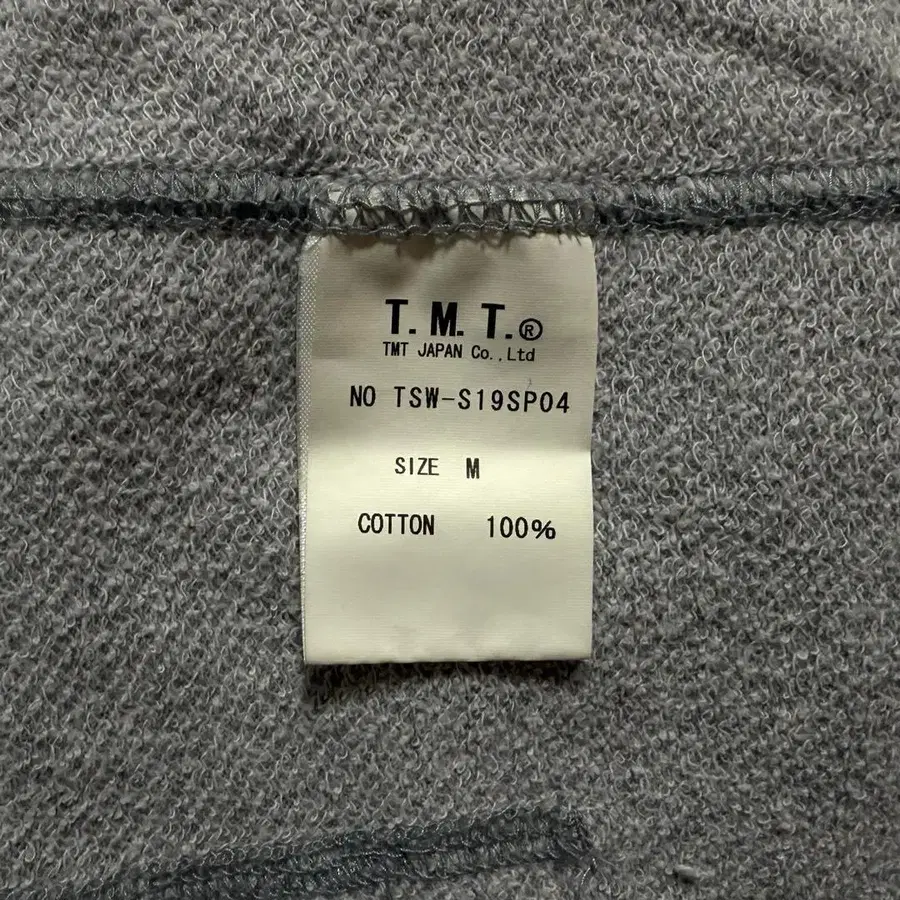 T.M.T.®
TMT JAPAN Co.,Ltd
NO TSW-S19SP04
SIZE M
COTTON 100%